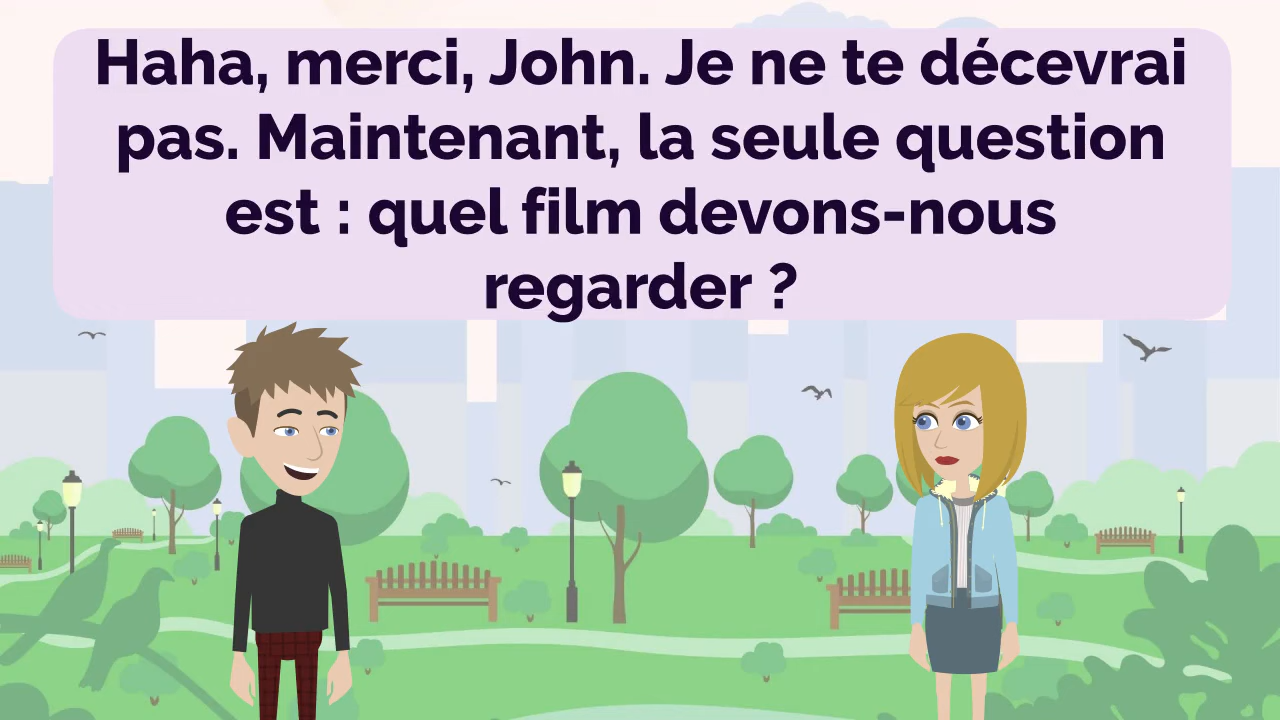 Haha, merci, John. Je ne te décevrai
pas. Maintenant, la seule question
est : quel film devons-nous
regarder ?